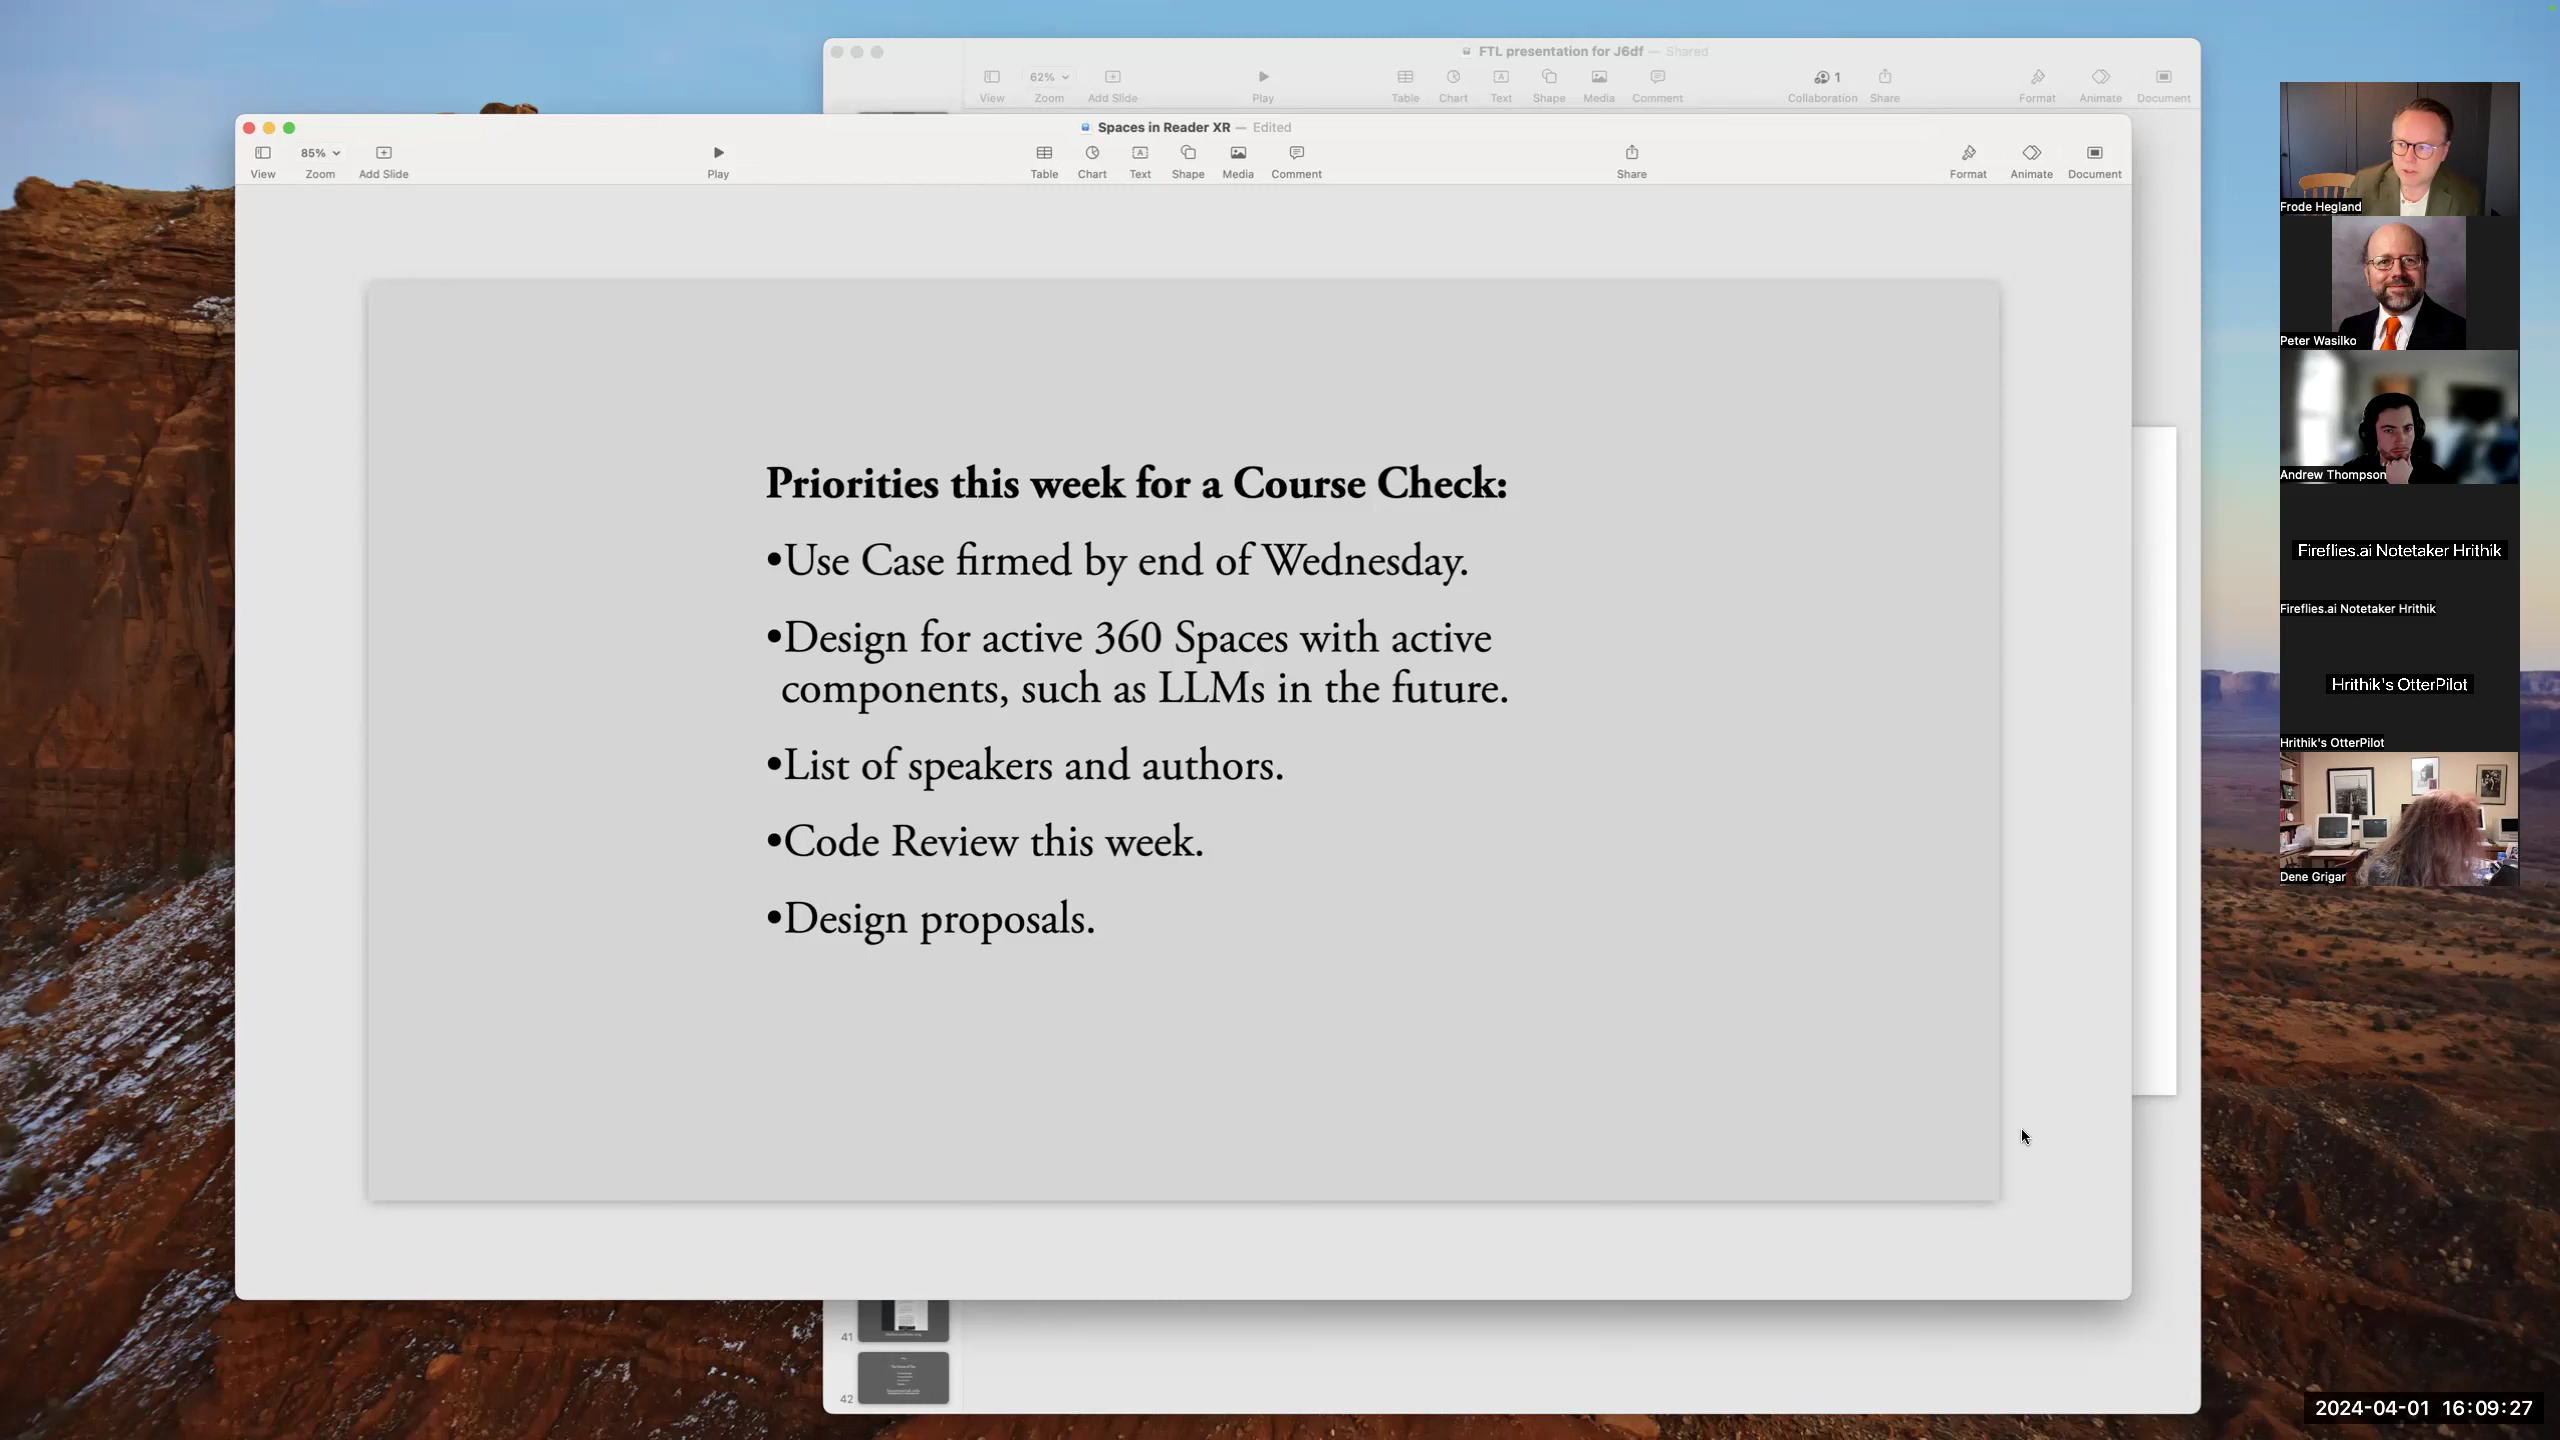 FTL presentation for J6df — Shared
62%
View
Zoom
Add Slide
Play
Table
Chart
Text
Shape
Media
Comment
1
Collaboration
Share
Format
Animate
Document
Spaces in Reader XR — Edited
85%
View
Zoom
Add Slide
Play
Table
Chart
Text
Shape
Media
Comment
Share
Format
Animate
Document
Priorities this week for a Course Check:
•Use Case firmed by end of Wednesday.
•Design for active 360 Spaces with active
components, such as LLMs in the future.
•List of speakers and authors.
•Code Review this week.
•Design proposals.
41
42
Frode Hegland
Peter Wasilko
Andrew Thompson
Fireflies.ai Notetaker Hrithik
Fireflies.ai Notetaker Hrithik
Hrithik's OtterPilot
Hrithik's OtterPilot
Dene Grigar
2024-04-01 16:09:27